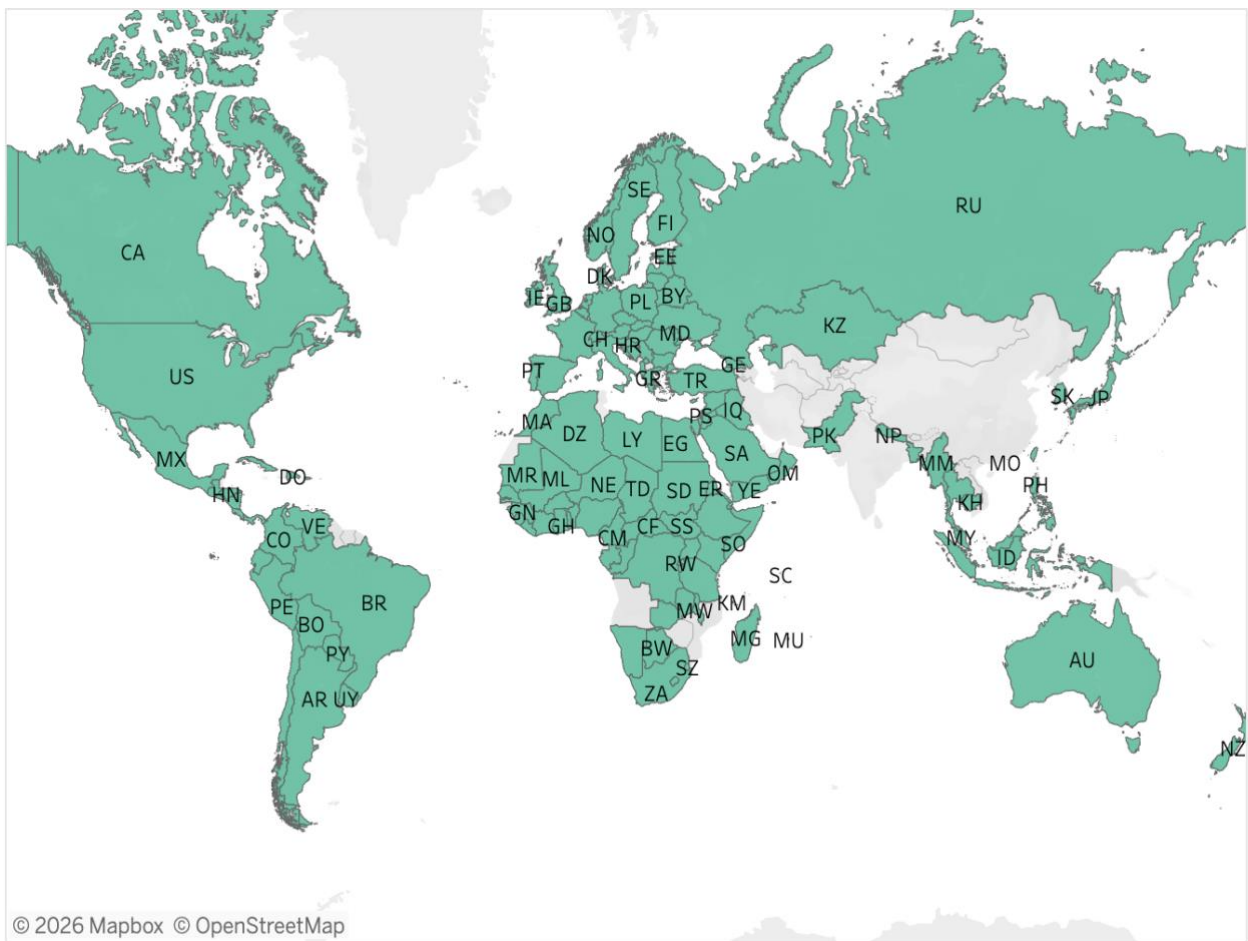 SE
RU
FI
NO
CA
EE
DK
IE GB PL BY
KZ
CH HR MD
GE
US PT GR TR
SK JP
PS IQ
MA
DZ LY EG PK NP
SA
MX MO
MR ML NE TD SD ER YE OM MM
DO PH
HN
GN GH CF SS KH
VE CM
CO SO MY
RW ID
SC
PE BR MW KM
BO
PY BW MG MU
AU
SZ
AR UY ZA
NZ
© 2026 Mapbox © OpenStreetMap